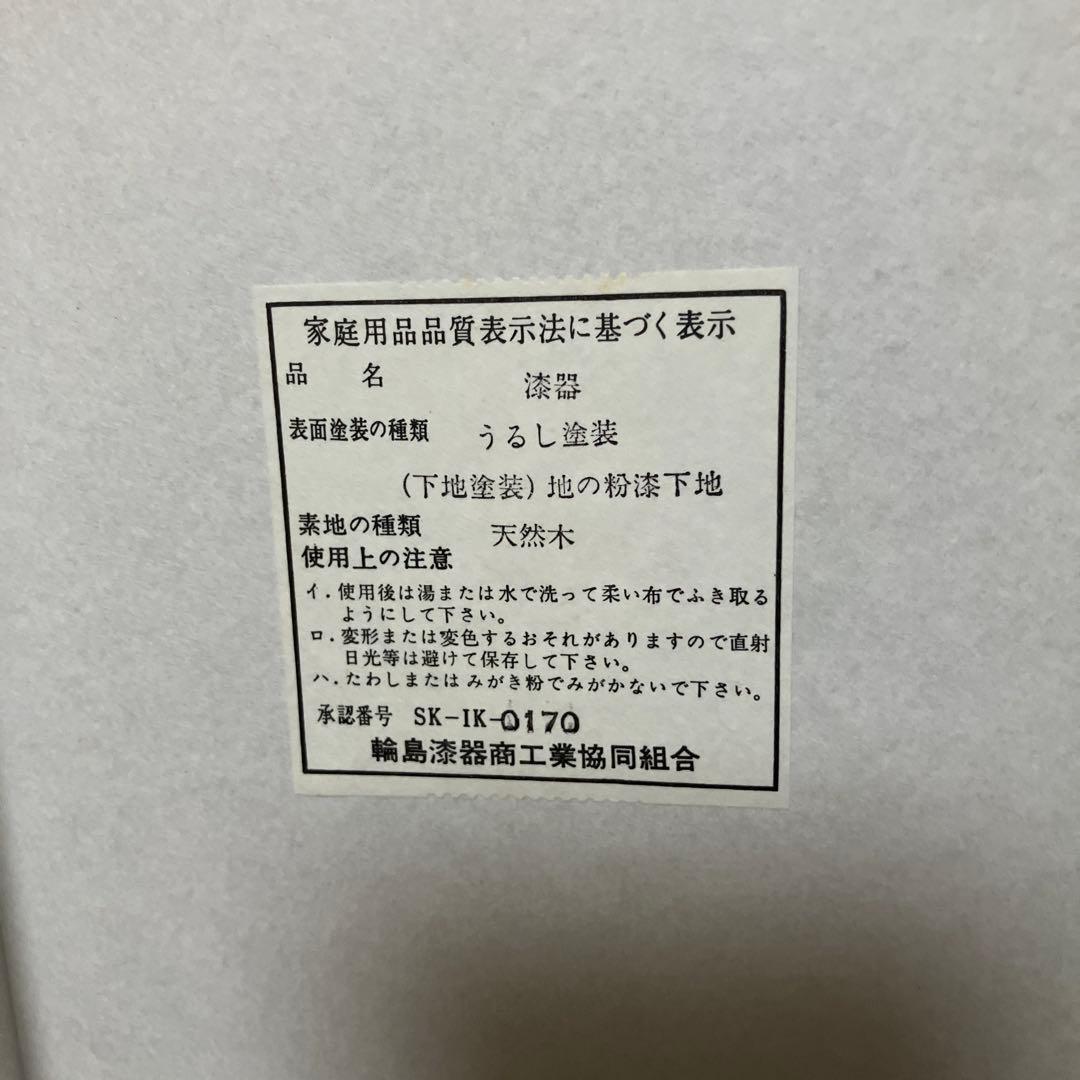 家庭用品品質表示法に基づく表示
品 名 漆器
表面塗装の種類 うるし塗装
(下地塗装) 地の粉漆下地
素地の種類 天然木
使用上の注意
イ.使用後は湯または水で洗って柔い布でふき取る
ようにして下さい。
ロ.変形または変色するおそれがありますので直射
日光等は避けて保存して下さい。
ハ.たわしまたはみがき粉でみがかないで下さい。
承認番号 SK-IK-0170
輪島漆器商工業協同組合